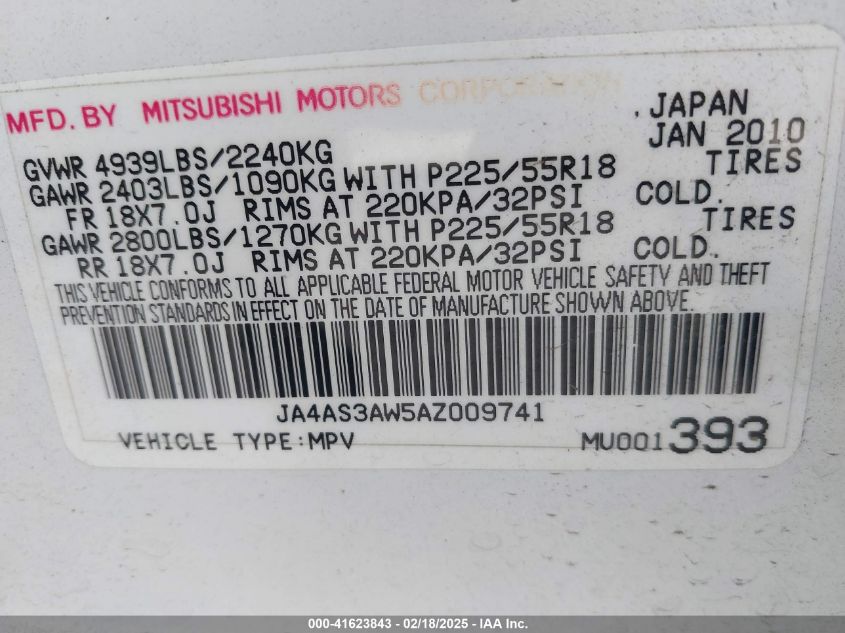 MFD. BY MITSUBISHI MOTORS CORPORATION , JAPAN
JAN 2010
GVWR 4939LBS/2240KG
GAWR 2403LBS/1090KG WITH P225/55R18 TIRES
FR 18X7.0J RIMS AT 220KPA/32PSI COLD.
GAWR 2800LBS/1270KG WITH P225/55R18 TIRES
RR 18X7.0J RIMS AT 220KPA/32PSI COLD.
THIS VEHICLE CONFORMS TO ALL APPLICABLE FEDERAL MOTOR VEHICLE SAFETY AND THEFT
PREVENTION STANDARDS IN EFFECT ON THE DATE OF MANUFACTURE SHOWN ABOVE.
JA4AS3AW5AZ009741
VEHICLE TYPE:MPV MU001393
000-41623843 - 02/18/2025 - IAAI Inc.